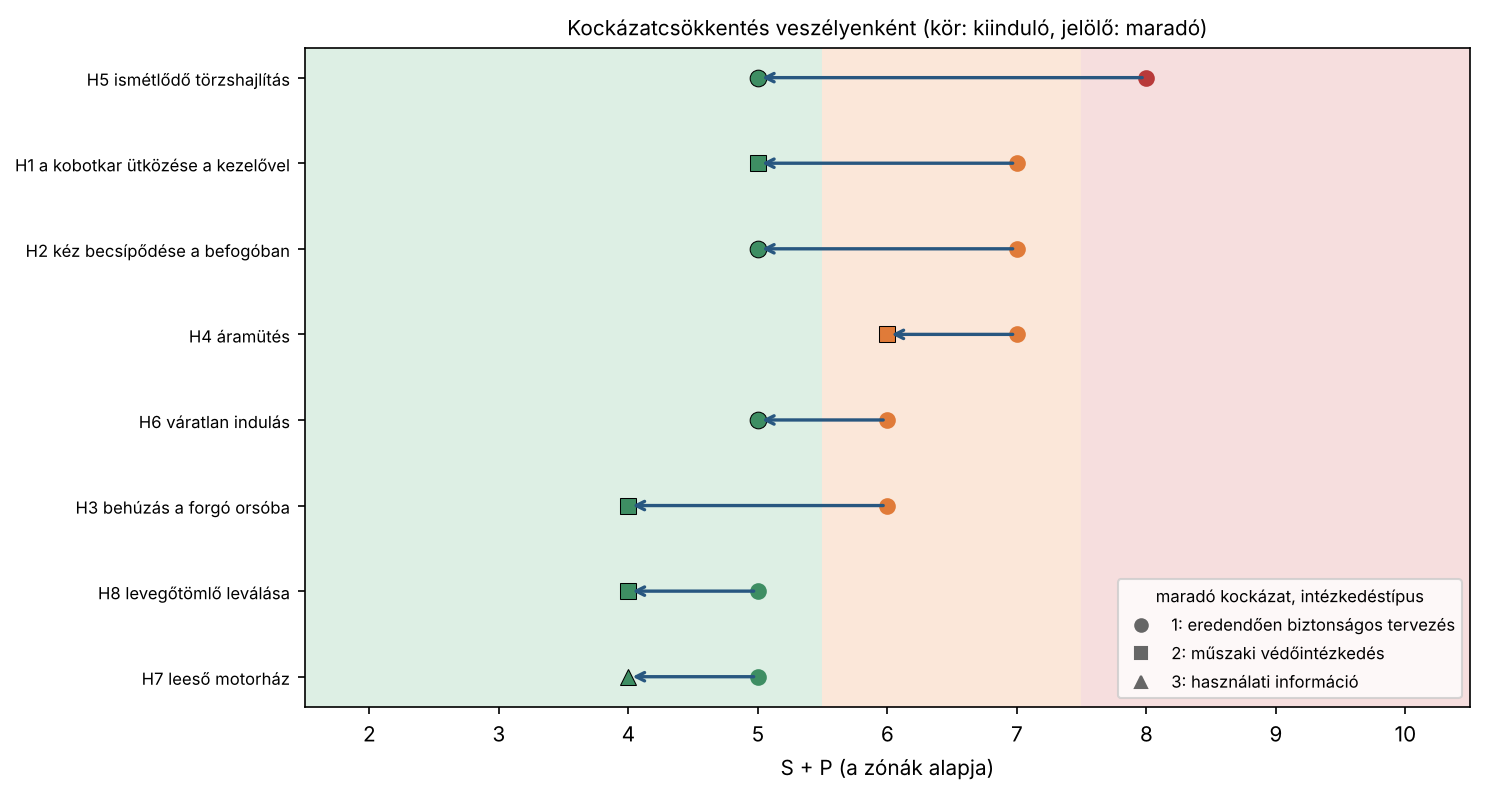 Kockázatcsökkentés veszélyenként (kör: kiinduló, jelölő: maradó)
H5 ismétlődő törzshajlítás
H1 a kobotkar ütközése a kezelővel
H2 kéz becsípődése a befogóban
H4 áramütés
H6 váratlan indulás
H3 behúzás a forgó orsóba
H8 levegőtömlő leválása
H7 leeső motorház
maradó kockázat, intézkedéstípus
1: eredendően biztonságos tervezés
2: műszaki védőintézkedés
3: használati információ
2 3 4 5 6 7 8 9 10
S + P (a zónák alapja)